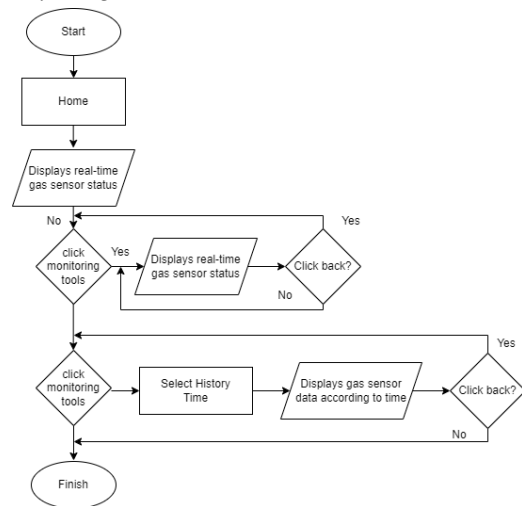 Start
Home
Displays real-time
gas sensor status
No
Yes
click
monitoring
tools
Yes
Displays real-time
gas sensor status
Click back?
No
Yes
click
monitoring
tools
Select History
Time
Displays gas sensor
data according to time
Click back?
No
Finish